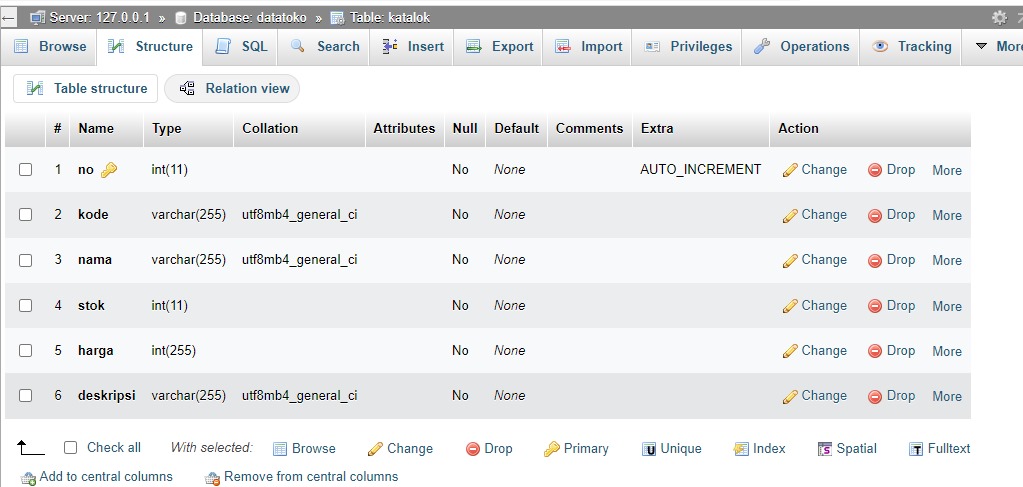 Server: 127.0.0.1 » Database: datatoko » Table: katalok
Browse Structure SQL Search Insert Export Import Privileges Operations Tracking More
Table structure Relation view
# Name Type Collation Attributes Null Default Comments Extra Action
1 no int(11) No None AUTO_INCREMENT Change Drop More
2 kode varchar(255) utf8mb4_general_ci No None Change Drop More
3 nama varchar(255) utf8mb4_general_ci No None Change Drop More
4 stok int(11) No None Change Drop More
5 harga int(255) No None Change Drop More
6 deskripsi varchar(255) utf8mb4_general_ci No None Change Drop More
Check all With selected: Browse Change Drop Primary Unique Index Spatial Fulltext
Add to central columns Remove from central columns